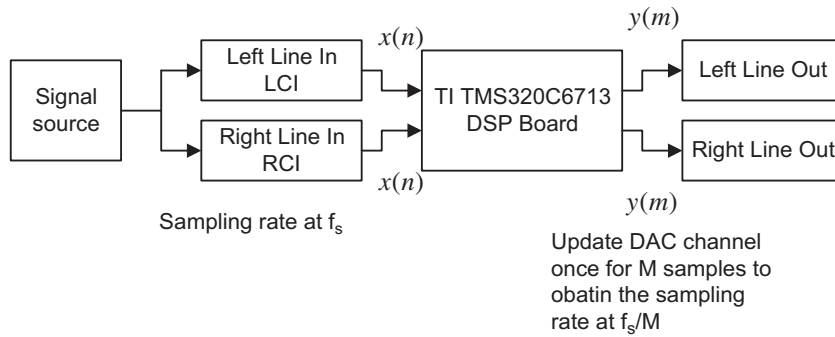 x(n)
y(m)
Signal
source
Left Line In
LCI
Right Line In
RCI
TI TMS320C6713
DSP Board
Left Line Out
Right Line Out
x(n)
y(m)
Sampling rate at fₛ
Update DAC channel
once for M samples to
obatin the sampling
rate at fₛ/M